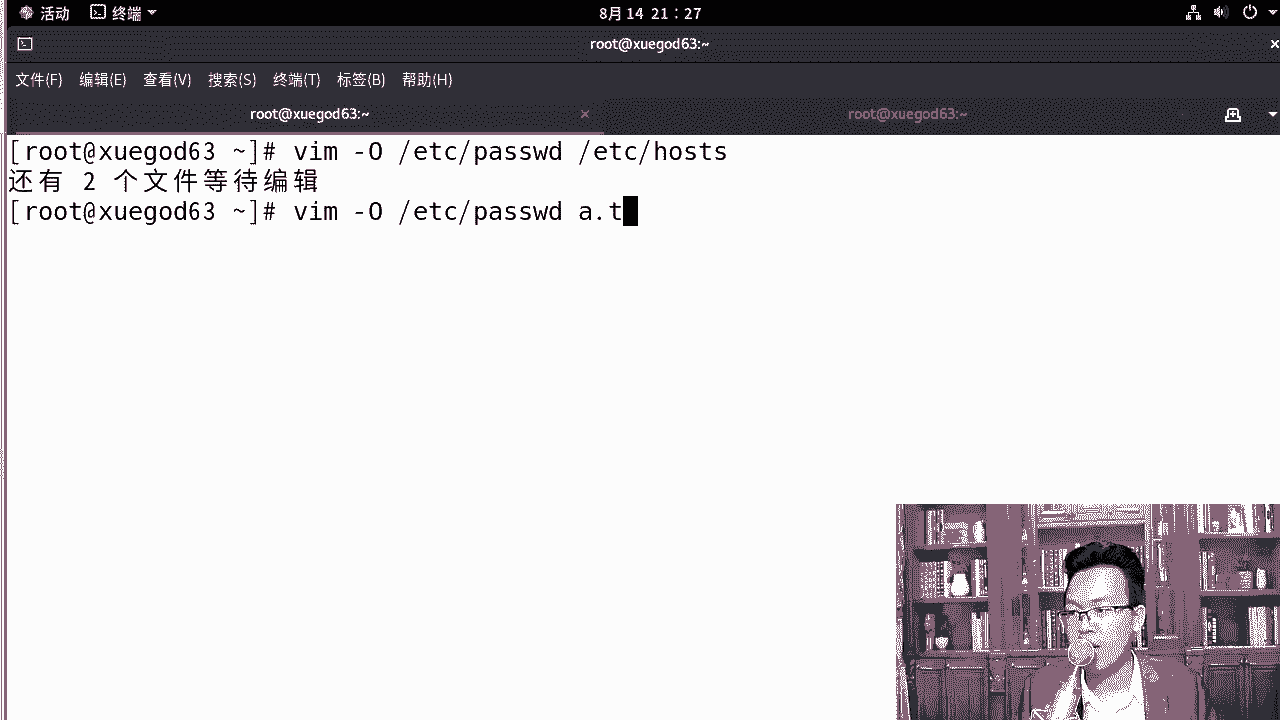 活动 终端 8月 14 21：27
root@xuegod63:~
文件(F) 编辑(E) 查看(V) 搜索(S) 终端(T) 标签(B) 帮助(H)
root@xuegod63:~ root@xuegod63:~
[root@xuegod63 ~]# vim -O /etc/passwd /etc/hosts
还有 2 个文件等待编辑
[root@xuegod63 ~]# vim -O /etc/passwd a.t